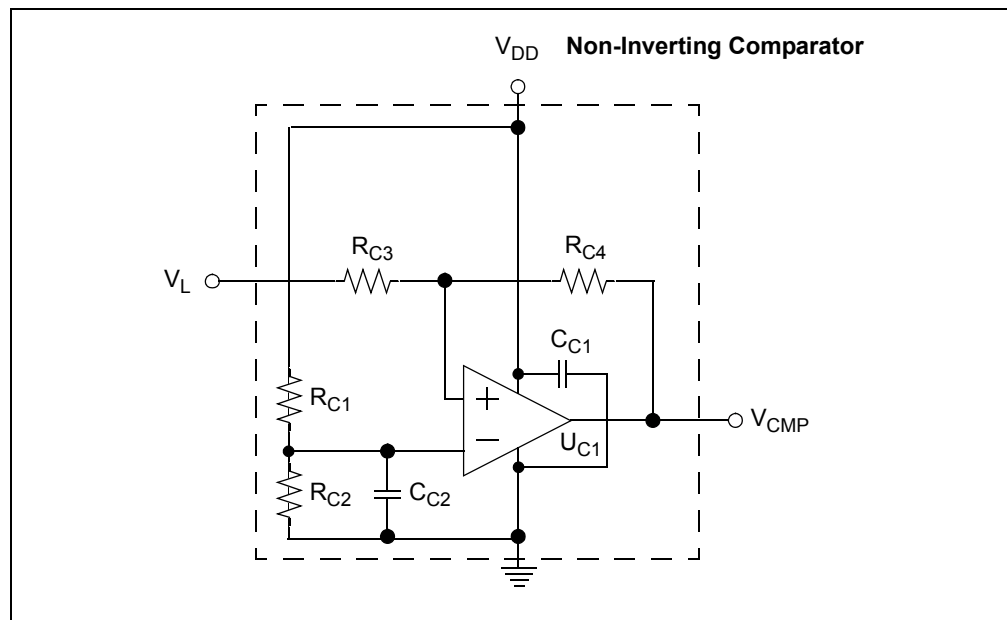 V_DD Non-Inverting Comparator
R_C3
R_C4
V_L
C_C1
R_C1
+
−
U_C1
V_CMP
R_C2
C_C2